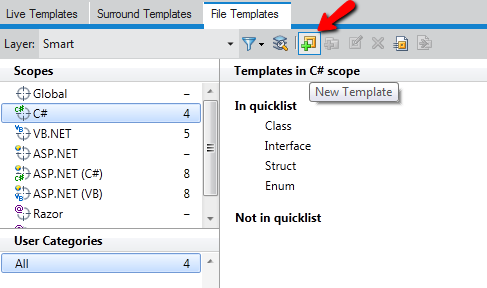 Live Templates Surround Templates File Templates
Layer: Smart
New Template
Scopes
Global –
C# 4
VB.NET 5
ASP.NET –
ASP.NET (C#) 8
ASP.NET (VB) 8
Razor –
User Categories
All 4
Templates in C# scope
In quicklist
Class
Interface
Struct
Enum
Not in quicklist